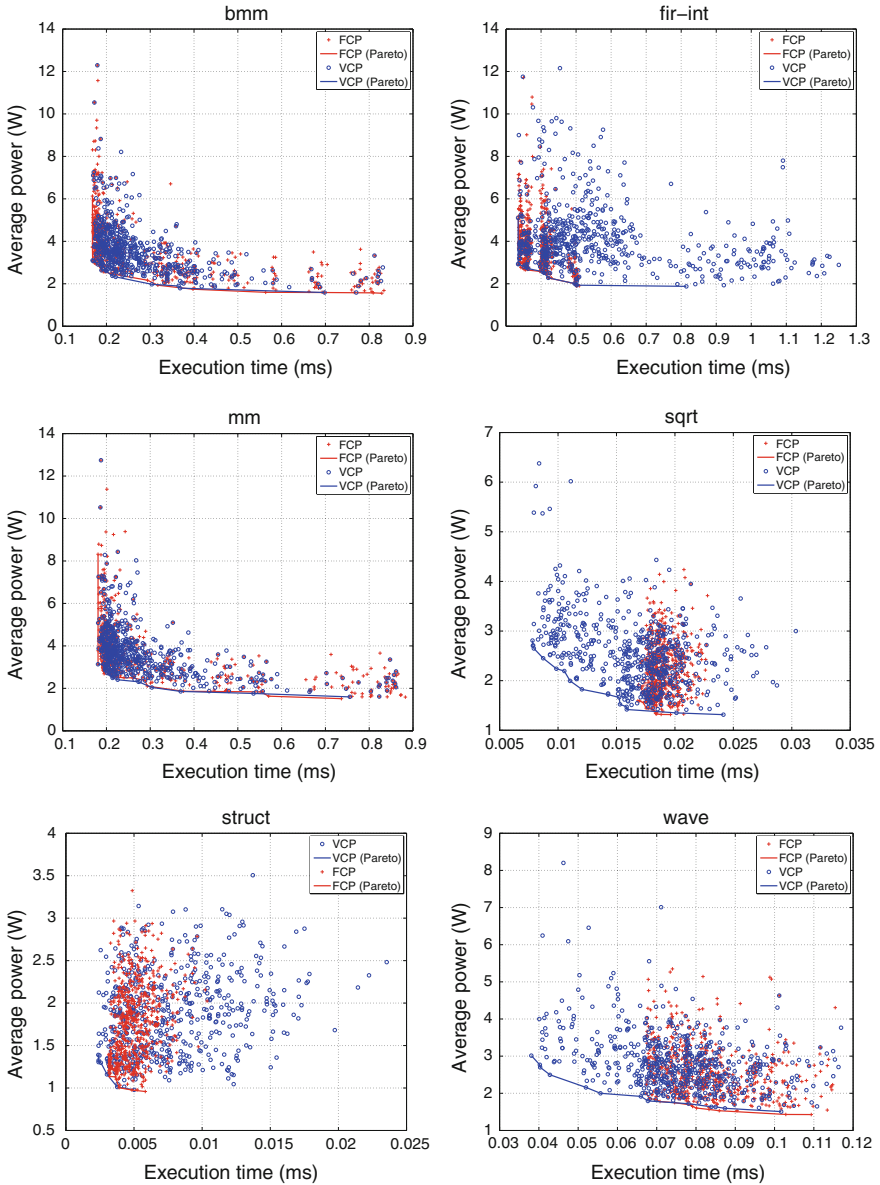 bmm
FCP
FCP (Pareto)
VCP
VCP (Pareto)
Average power (W)
14
12
10
8
6
4
2
0
0.1 0.2 0.3 0.4 0.5 0.6 0.7 0.8 0.9
Execution time (ms)
fir-int
FCP
FCP (Pareto)
VCP
VCP (Pareto)
Average power (W)
14
12
10
8
6
4
2
0
0.4 0.5 0.6 0.7 0.8 0.9 1 1.1 1.2 1.3
Execution time (ms)
mm
FCP
FCP (Pareto)
VCP
VCP (Pareto)
Average power (W)
14
12
10
8
6
4
2
0
0.1 0.2 0.3 0.4 0.5 0.6 0.7 0.8 0.9
Execution time (ms)
sqrt
FCP
FCP (Pareto)
VCP
VCP (Pareto)
Average power (W)
7
6
5
4
3
2
1
0.005 0.01 0.015 0.02 0.025 0.03 0.035
Execution time (ms)
struct
VCP
VCP (Pareto)
FCP
FCP (Pareto)
Average power (W)
4
3.5
3
2.5
2
1.5
1
0.5
0 0.005 0.01 0.015 0.02 0.025
Execution time (ms)
wave
FCP
FCP (Pareto)
VCP
VCP (Pareto)
Average power (W)
9
8
7
6
5
4
3
2
1
0.03 0.04 0.05 0.06 0.07 0.08 0.09 0.1 0.11 0.12
Execution time (ms)